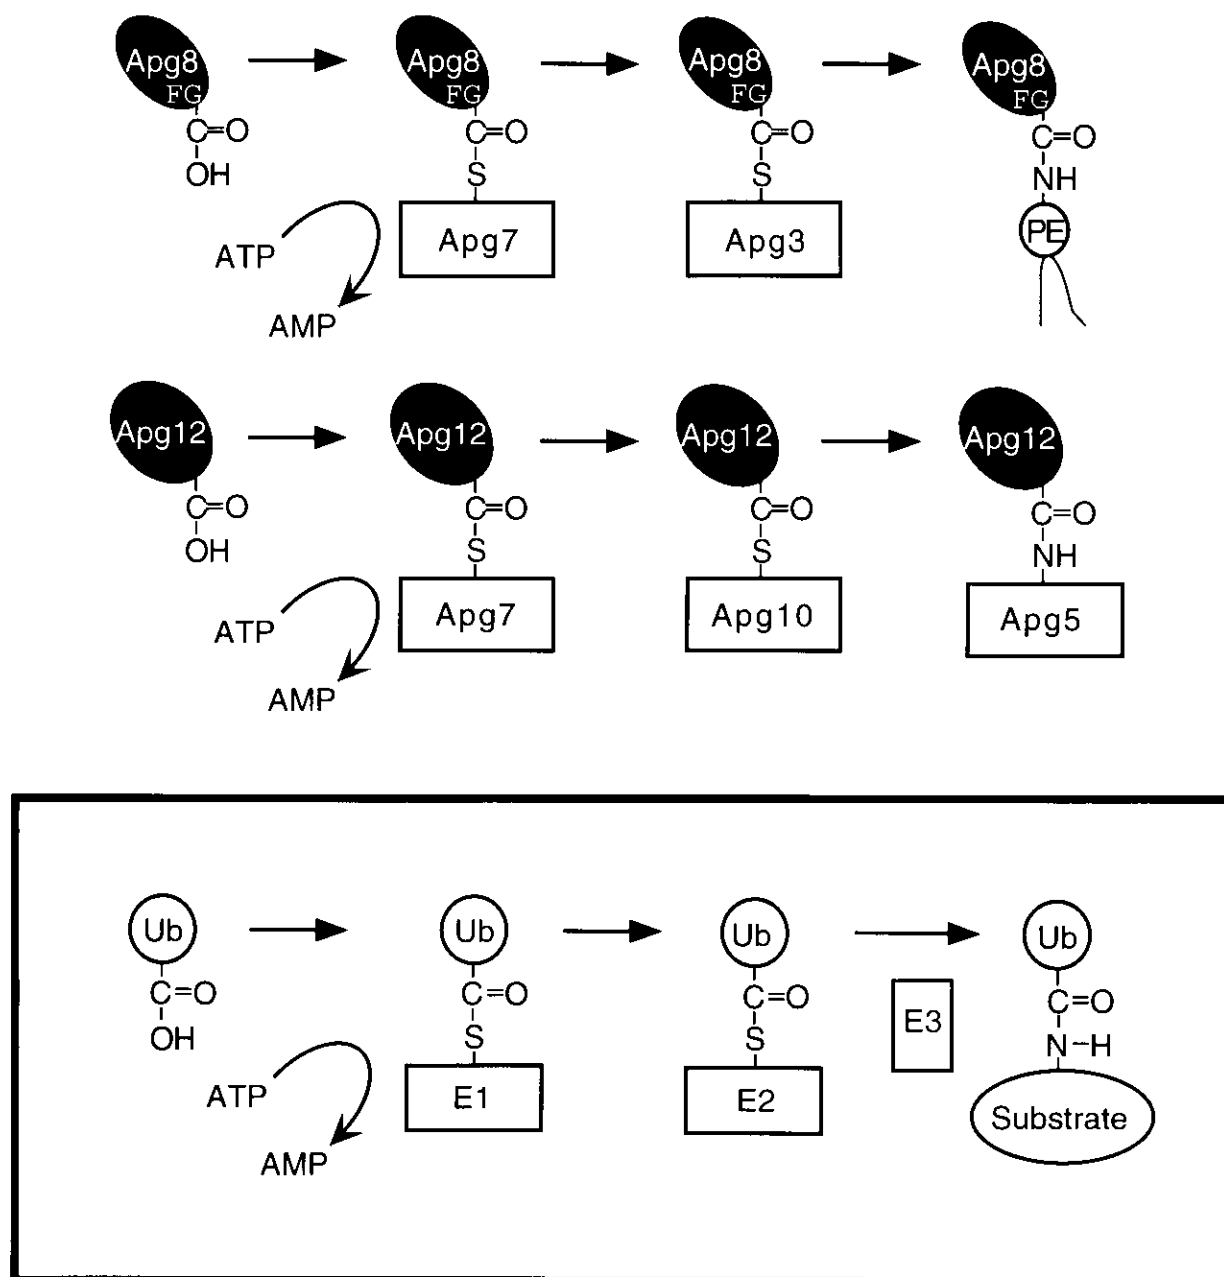 Apg8 Apg8 Apg8 Apg8
FG FG FG FG
C=O C=O C=O C=O
OH S S NH
ATP Apg7 Apg3 PE
AMP
Apg12 Apg12 Apg12 Apg12
C=O C=O C=O C=O
OH S S NH
ATP Apg7 Apg10 Apg5
AMP
Ub Ub Ub Ub
C=O C=O C=O C=O
OH S S E3 N-H
ATP E1 E2 Substrate
AMP